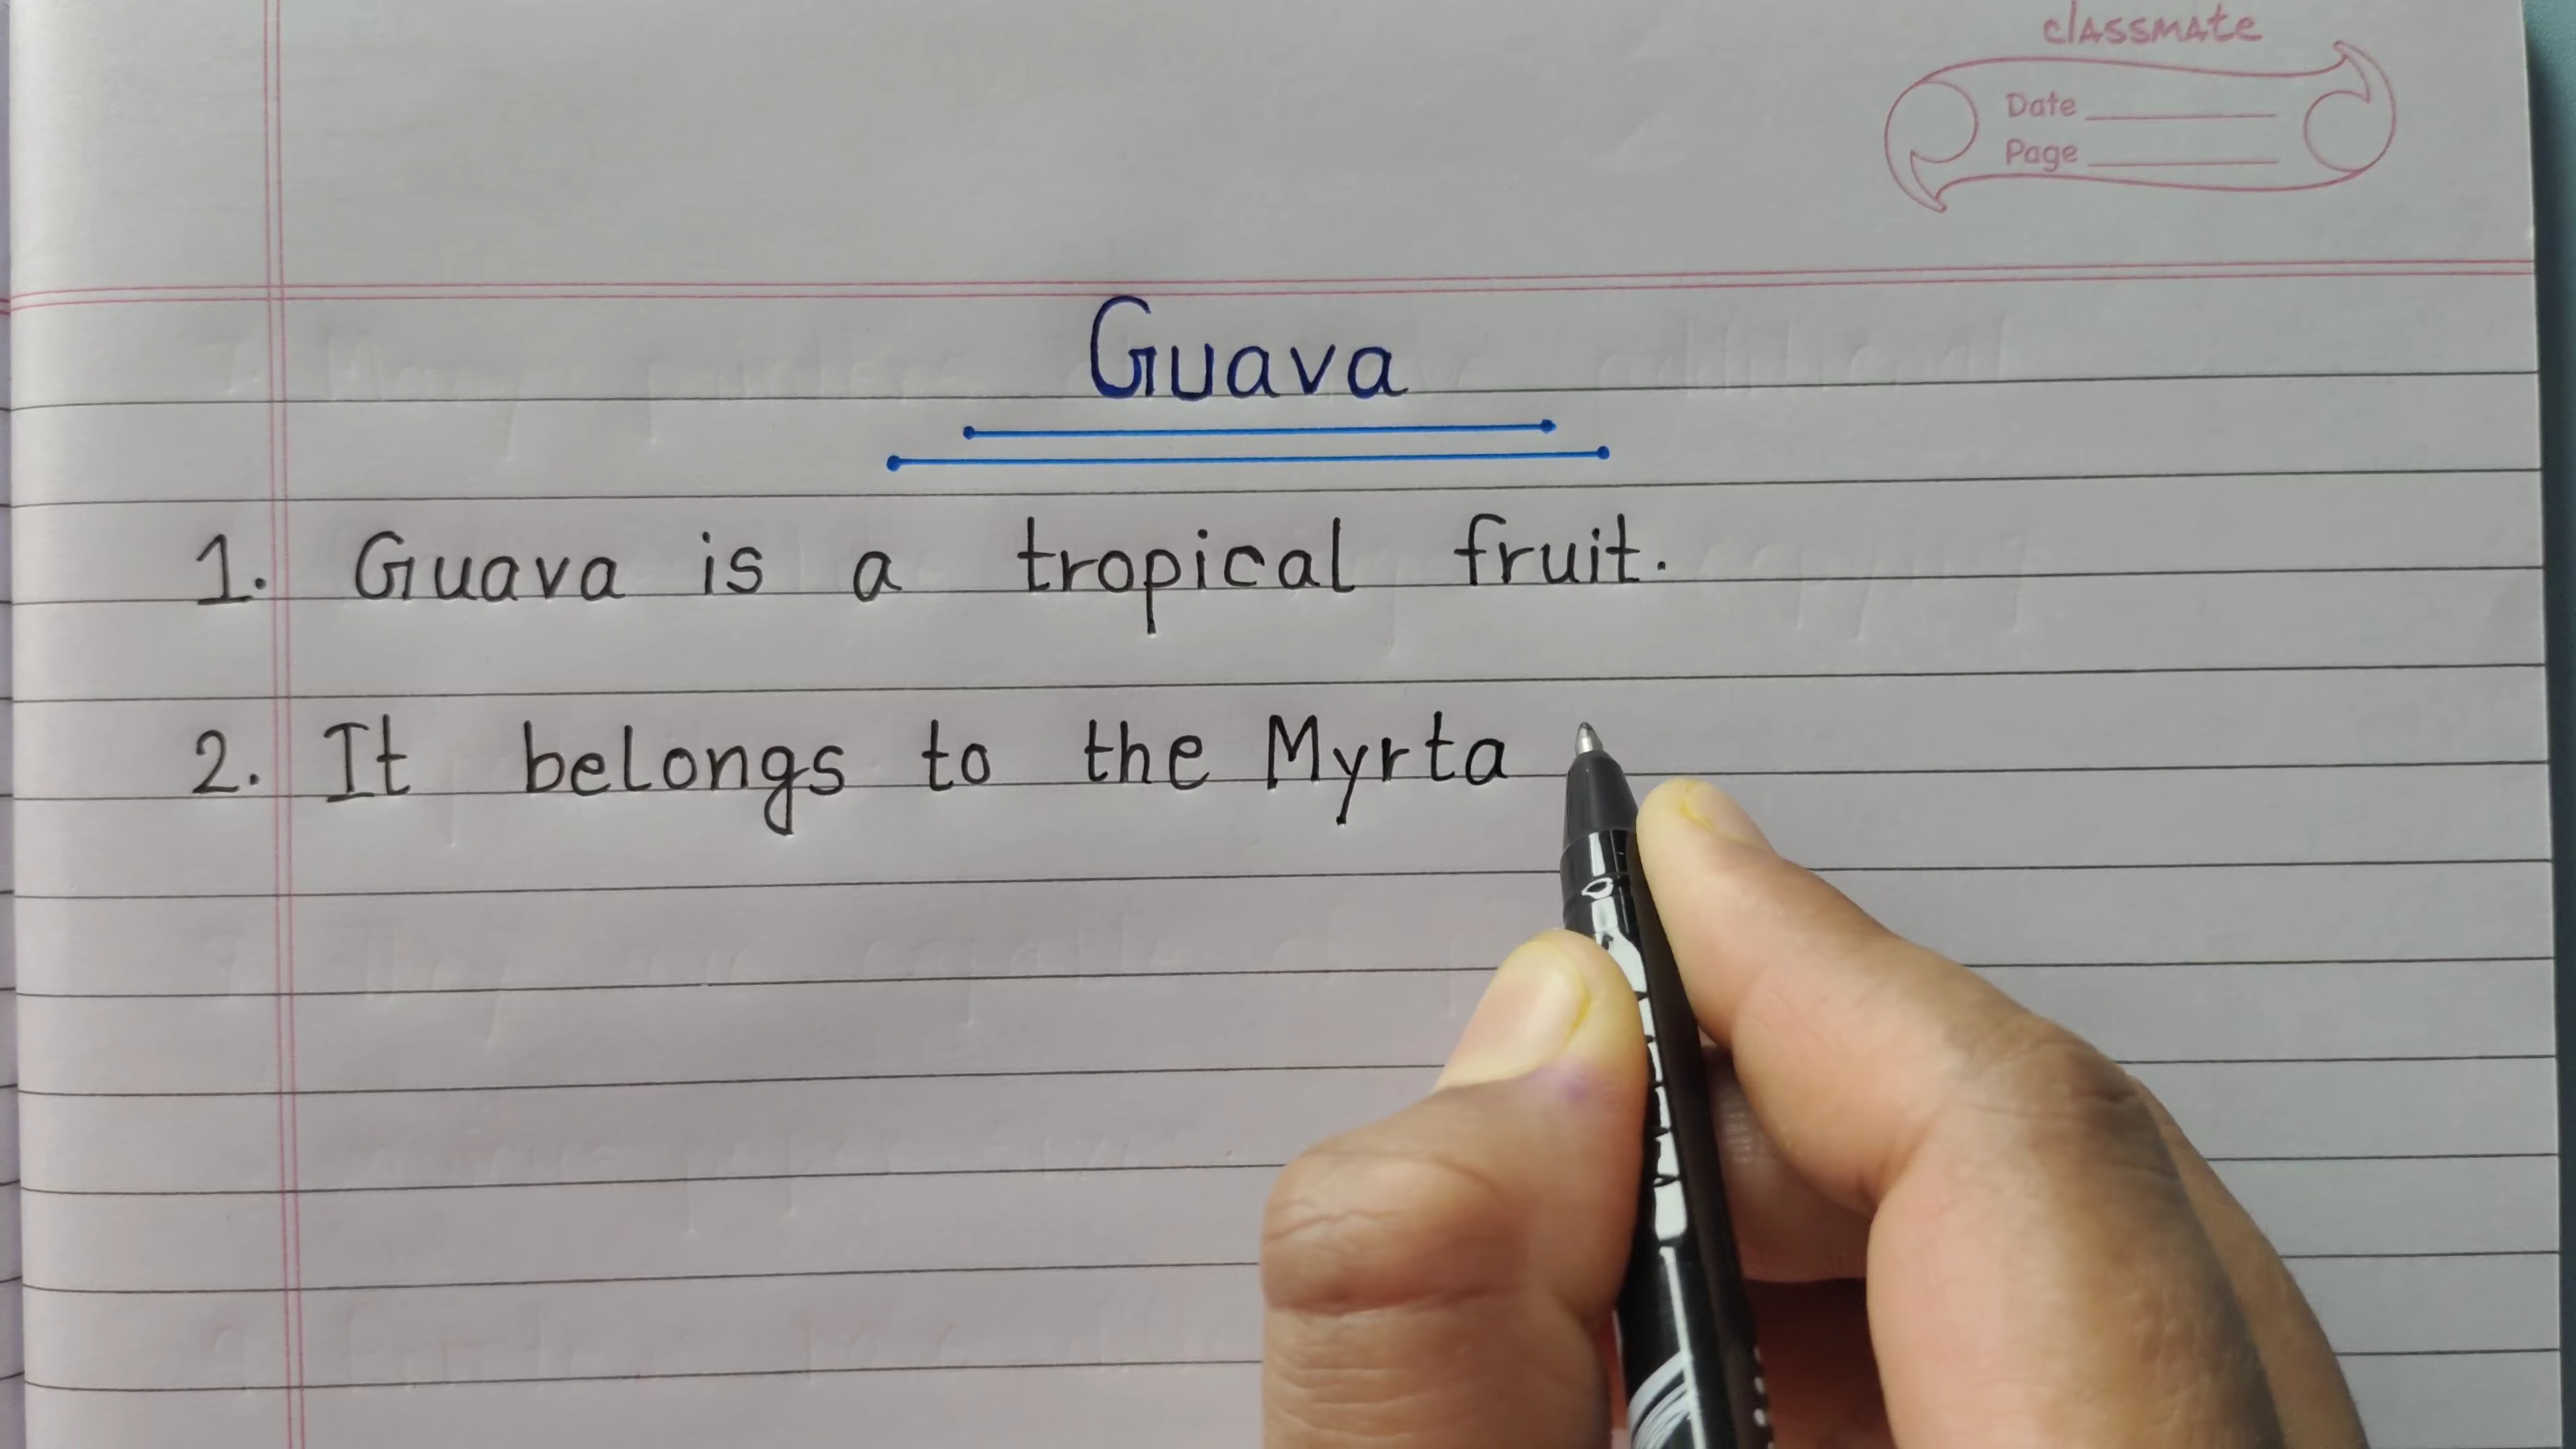 classmate
Date
Page
Guava
1. Guava is a tropical fruit.
2. It belongs to the Myrta